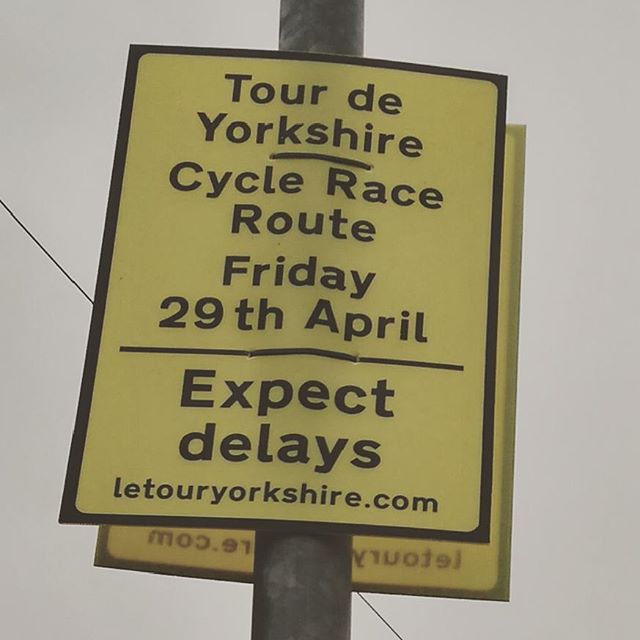 Tour de
Yorkshire
Cycle Race
Route
Friday
29th April
Expect
delays
letouryorkshire.com